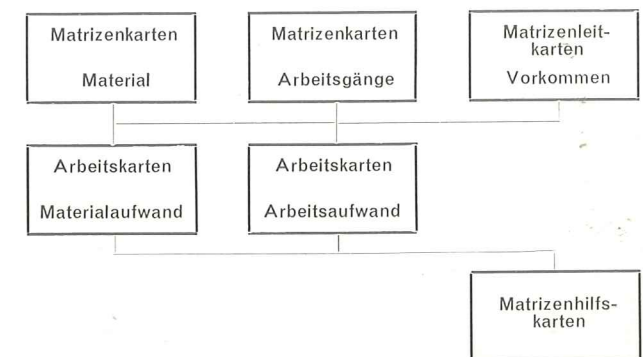 Matrizenkarten
Material
Matrizenkarten
Arbeitsgänge
Matrizenleit-
karten
Vorkommen
Arbeitskarten
Materialaufwand
Arbeitskarten
Arbeitsaufwand
Matrizenhilfs-
karten